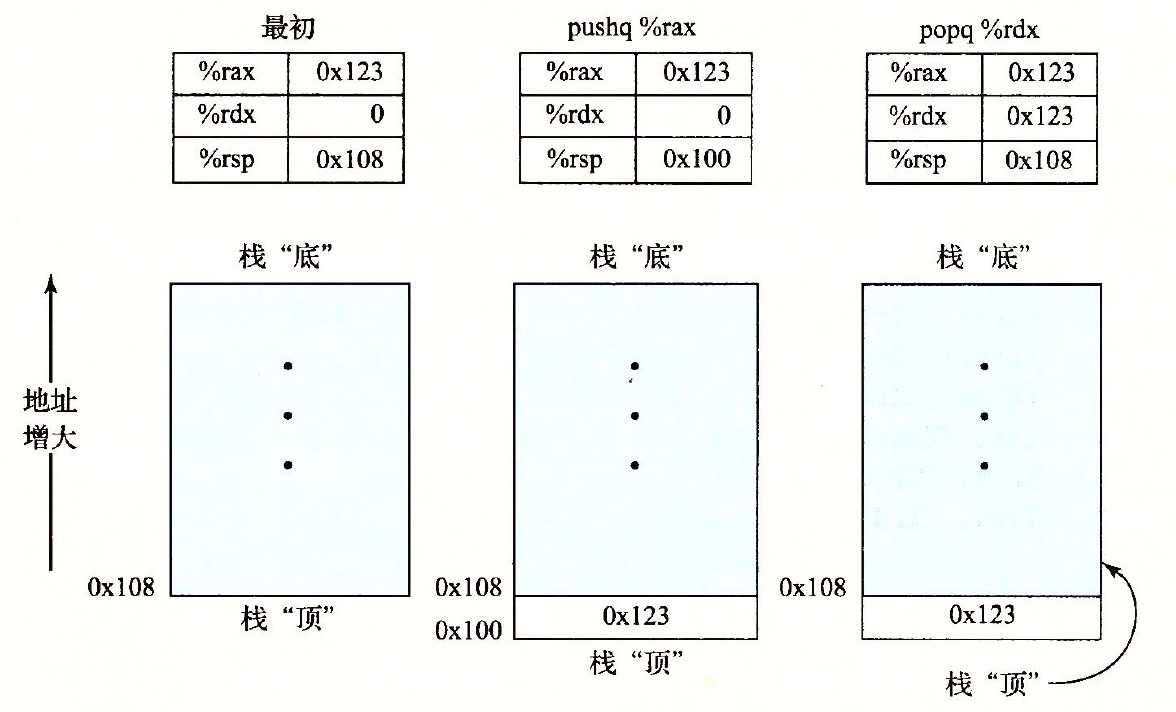 最初
%rax 0x123
%rdx 0
%rsp 0x108
pushq %rax
%rax 0x123
%rdx 0
%rsp 0x100
popq %rdx
%rax 0x123
%rdx 0x123
%rsp 0x108
地址
增大
栈“底”
0x108
栈“顶”
栈“底”
0x108
0x123
0x100
栈“顶”
栈“底”
0x108
0x123
栈“顶”